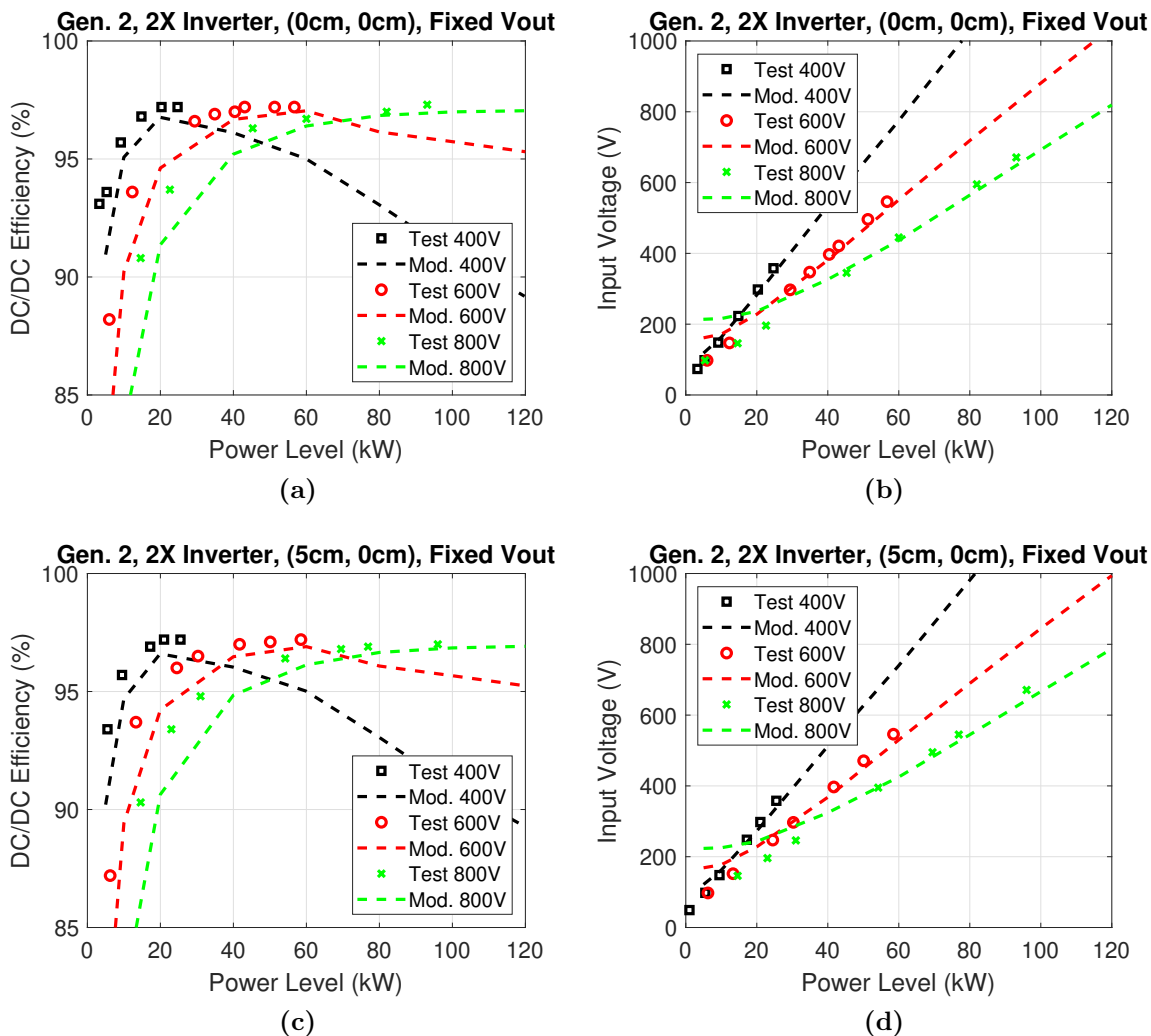 Gen. 2, 2X Inverter, (0cm, 0cm), Fixed Vout
100
95
90
85
DC/DC Efficiency (%)
Test 400V
Mod. 400V
Test 600V
Mod. 600V
Test 800V
Mod. 800V
0 20 40 60 80 100 120
Power Level (kW)
(a)
Gen. 2, 2X Inverter, (0cm, 0cm), Fixed Vout
1000
800
600
400
200
0
Input Voltage (V)
Test 400V
Mod. 400V
Test 600V
Mod. 600V
Test 800V
Mod. 800V
0 20 40 60 80 100 120
Power Level (kW)
(b)
Gen. 2, 2X Inverter, (5cm, 0cm), Fixed Vout
100
95
90
85
DC/DC Efficiency (%)
Test 400V
Mod. 400V
Test 600V
Mod. 600V
Test 800V
Mod. 800V
0 20 40 60 80 100 120
Power Level (kW)
(c)
Gen. 2, 2X Inverter, (5cm, 0cm), Fixed Vout
1000
800
600
400
200
0
Input Voltage (V)
Test 400V
Mod. 400V
Test 600V
Mod. 600V
Test 800V
Mod. 800V
0 20 40 60 80 100 120
Power Level (kW)
(d)